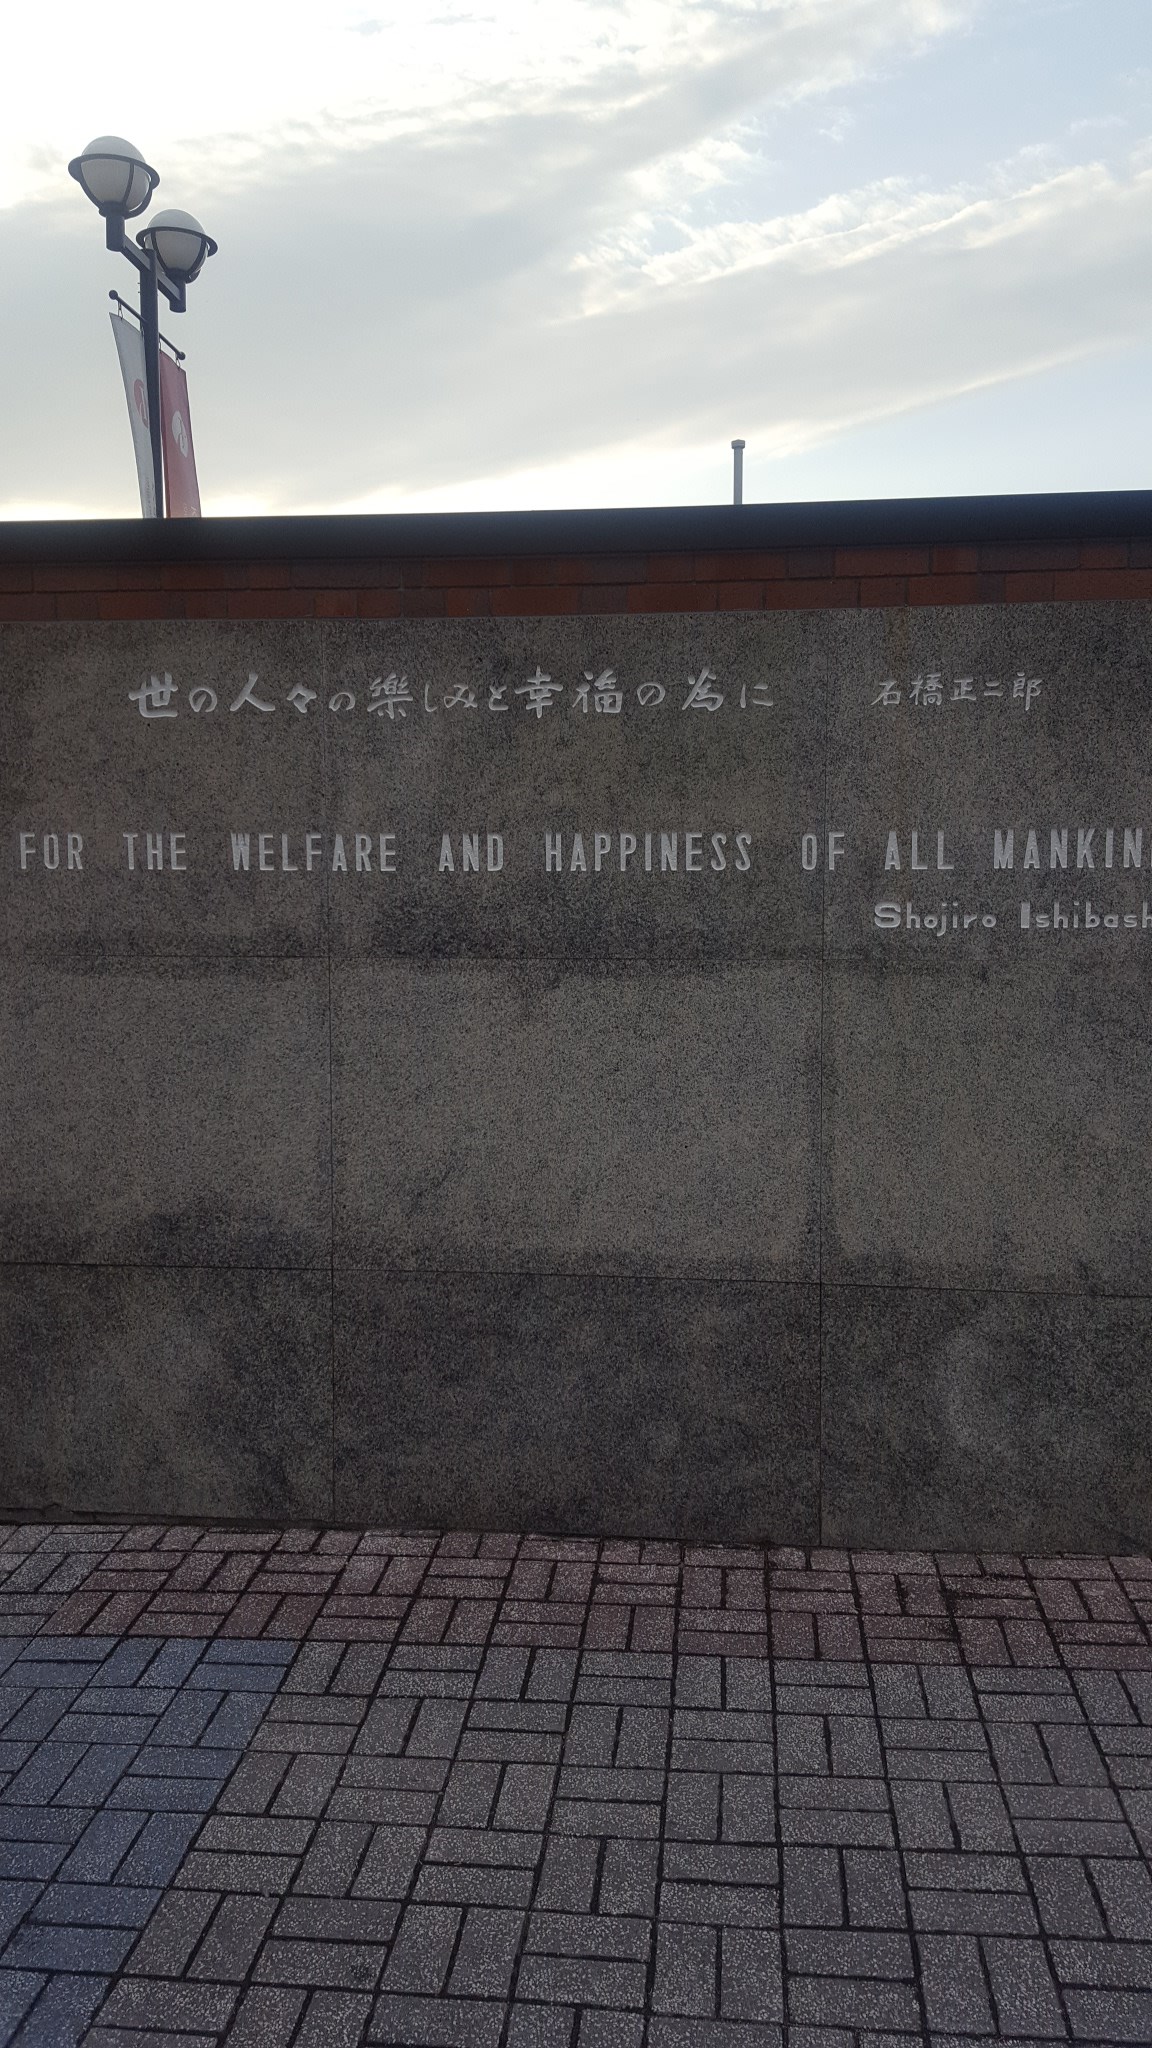 世の人々の楽しみと幸福の為に 石橋正二郎
FOR THE WELFARE AND HAPPINESS OF ALL MANKIN
Shojiro Ishibash